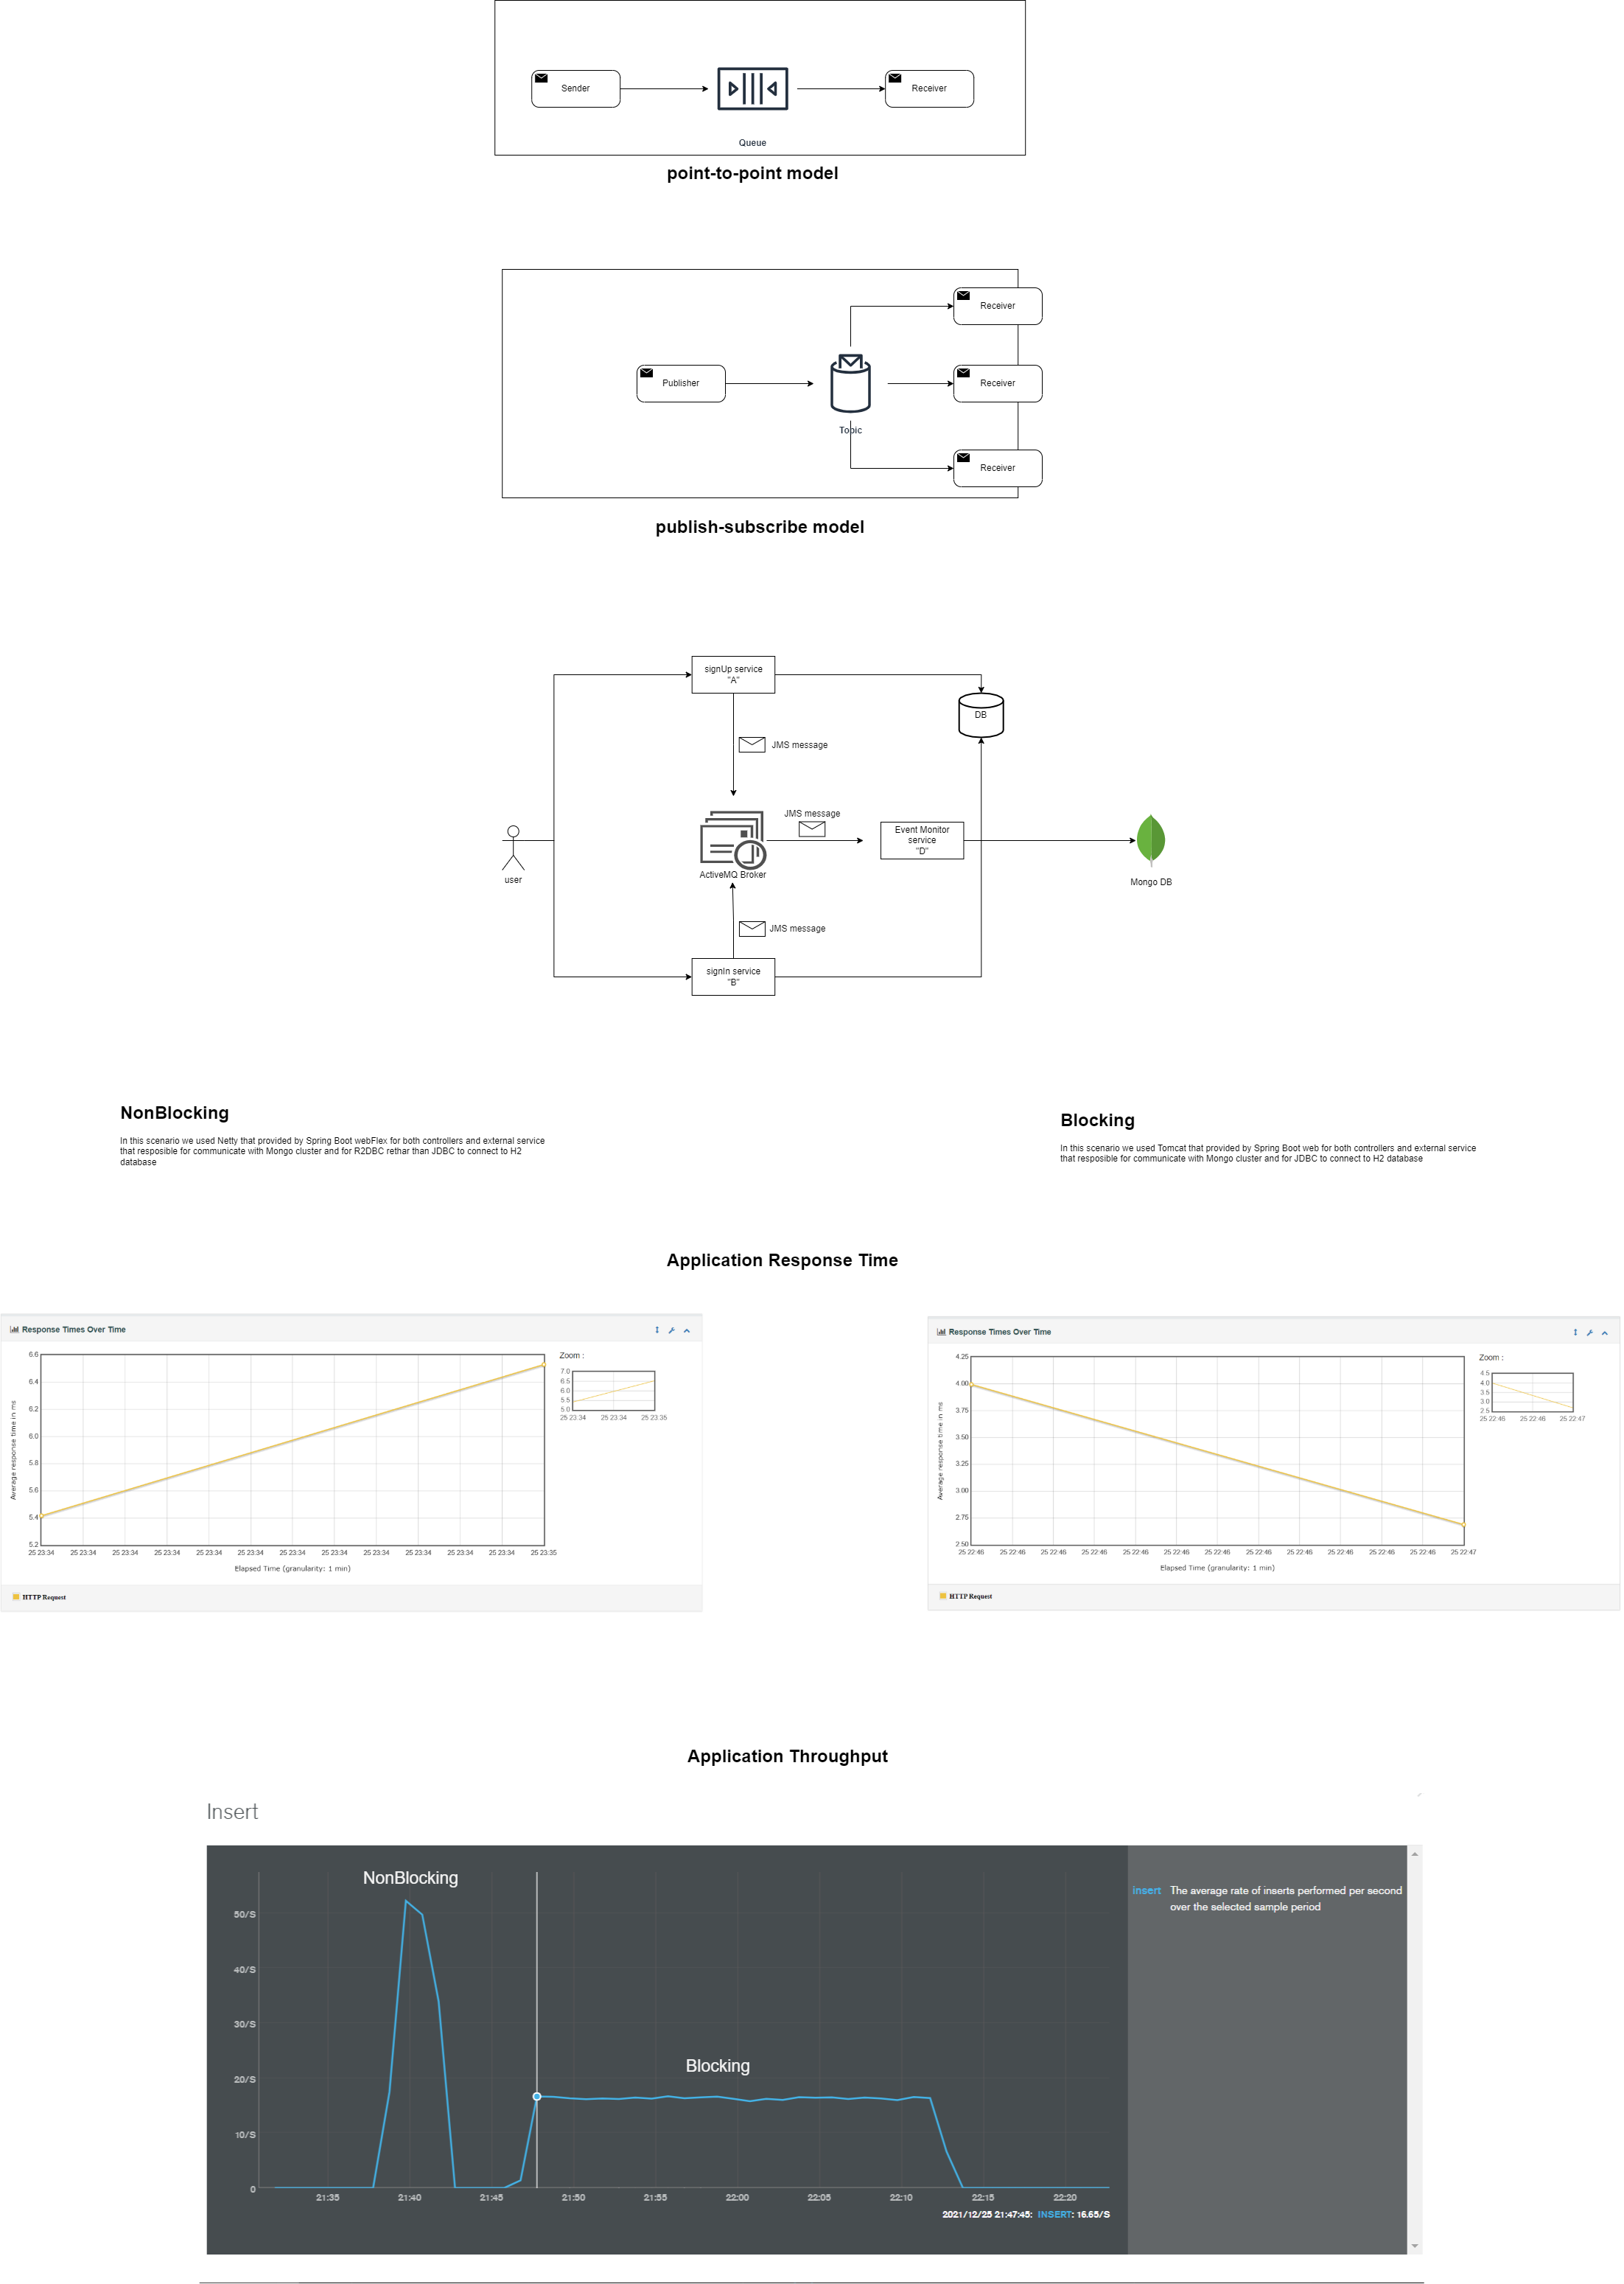 Sender
Receiver
Queue
point-to-point model
Receiver
Publisher
Receiver
Topic
Receiver
publish-subscribe model
signUp service
"A"
DB
JMS message
JMS message
Event Monitor
service
"D"
ActiveMQ Broker
user
Mongo DB
JMS message
signIn service
"B"
NonBlocking
In this scenario we used Netty that provided by Spring Boot webFlex for both controllers and external service
that resposible for communicate with Mongo cluster and for R2DBC rethar than JDBC to connect to H2
database
Blocking
In this scenario we used Tomcat that provided by Spring Boot web for both controllers and external service
that resposible for communicate with Mongo cluster and for JDBC to connect to H2 database
Application Response Time
Response Times Over Time
Zoom :
6.6
6.4
6.2
6.0
5.8
5.6
5.4
5.2
Average response time in ms
25 23:34 25 23:34 25 23:34 25 23:34 25 23:34 25 23:34 25 23:34 25 23:34 25 23:34 25 23:34 25 23:34 25 23:34 25 23:35
Elapsed Time (granularity: 1 min)
7.0
6.5
6.0
5.5
5.0
25 23:34 25 23:34 25 23:35
HTTP Request
Response Times Over Time
Zoom :
4.25
4.00
3.75
3.50
3.25
3.00
2.75
2.50
Average response time in ms
25 22:46 25 22:46 25 22:46 25 22:46 25 22:46 25 22:46 25 22:46 25 22:46 25 22:46 25 22:46 25 22:46 25 22:46 25 22:47
Elapsed Time (granularity: 1 min)
4.5
4.0
3.5
3.0
2.5
25 22:46 25 22:46 25 22:47
HTTP Request
Application Throughput
Insert
NonBlocking
insert The average rate of inserts performed per second
over the selected sample period
50/S
40/S
30/S
Blocking
20/S
10/S
0
21:35 21:40 21:45 21:50 21:55 22:00 22:05 22:10 22:15 22:20
2021/12/25 21:47:45: INSERT: 16.65/S